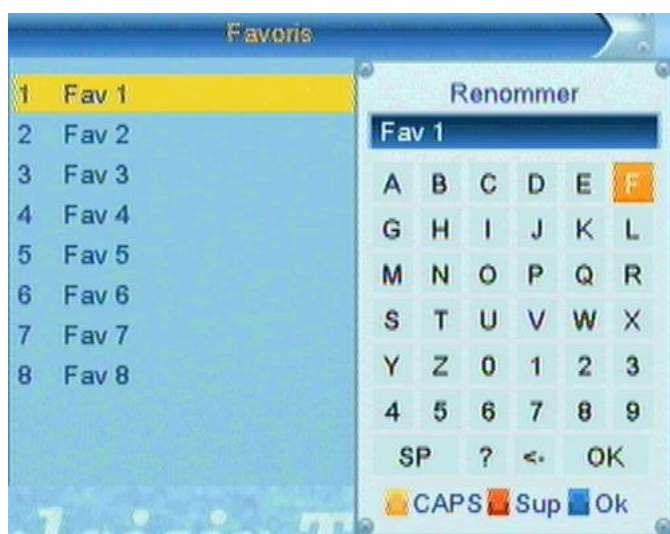 Favoris
1 Fav 1
2 Fav 2
3 Fav 3
4 Fav 4
5 Fav 5
6 Fav 6
7 Fav 7
8 Fav 8
Renommer
Fav 1
A B C D E F
G H I J K L
M N O P Q R
S T U V W X
Y Z 0 1 2 3
4 5 6 7 8 9
SP ? <- OK
CAPS Sup Ok